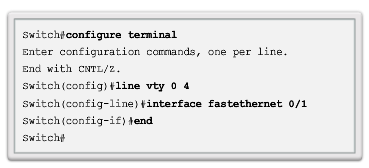 Switch#configure terminal
Enter configuration commands, one per line.
End with CNTL/Z.
Switch(config)#line vty 0 4
Switch(config-line)#interface fastethernet 0/1
Switch(config-if)#end
Switch#